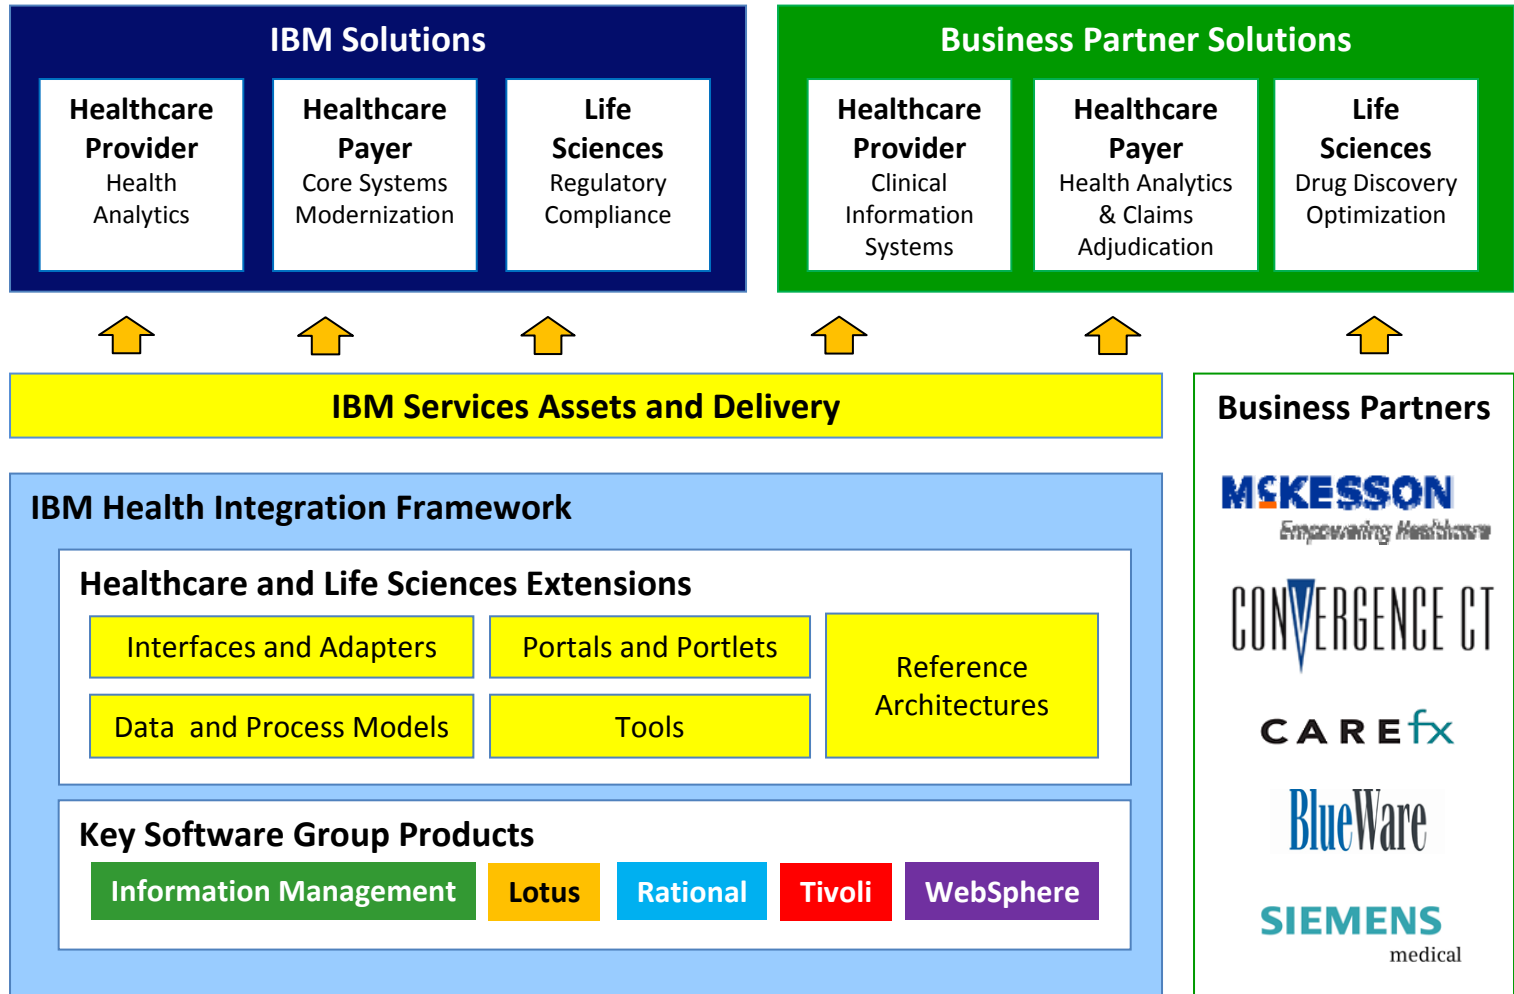 IBM Solutions
Healthcare
Provider
Health
Analytics
Healthcare
Payer
Core Systems
Modernization
Life
Sciences
Regulatory
Compliance
Business Partner Solutions
Healthcare
Provider
Clinical
Information
Systems
Healthcare
Payer
Health Analytics
& Claims
Adjudication
Life
Sciences
Drug Discovery
Optimization
IBM Services Assets and Delivery
IBM Health Integration Framework
Healthcare and Life Sciences Extensions
Interfaces and Adapters
Portals and Portlets
Reference
Architectures
Data and Process Models
Tools
Key Software Group Products
Information Management
Lotus
Rational
Tivoli
WebSphere
Business Partners
McKESSON
Empowering Healthcare
CONVERGENCE CT
CAREfx
BlueWare
SIEMENS
medical